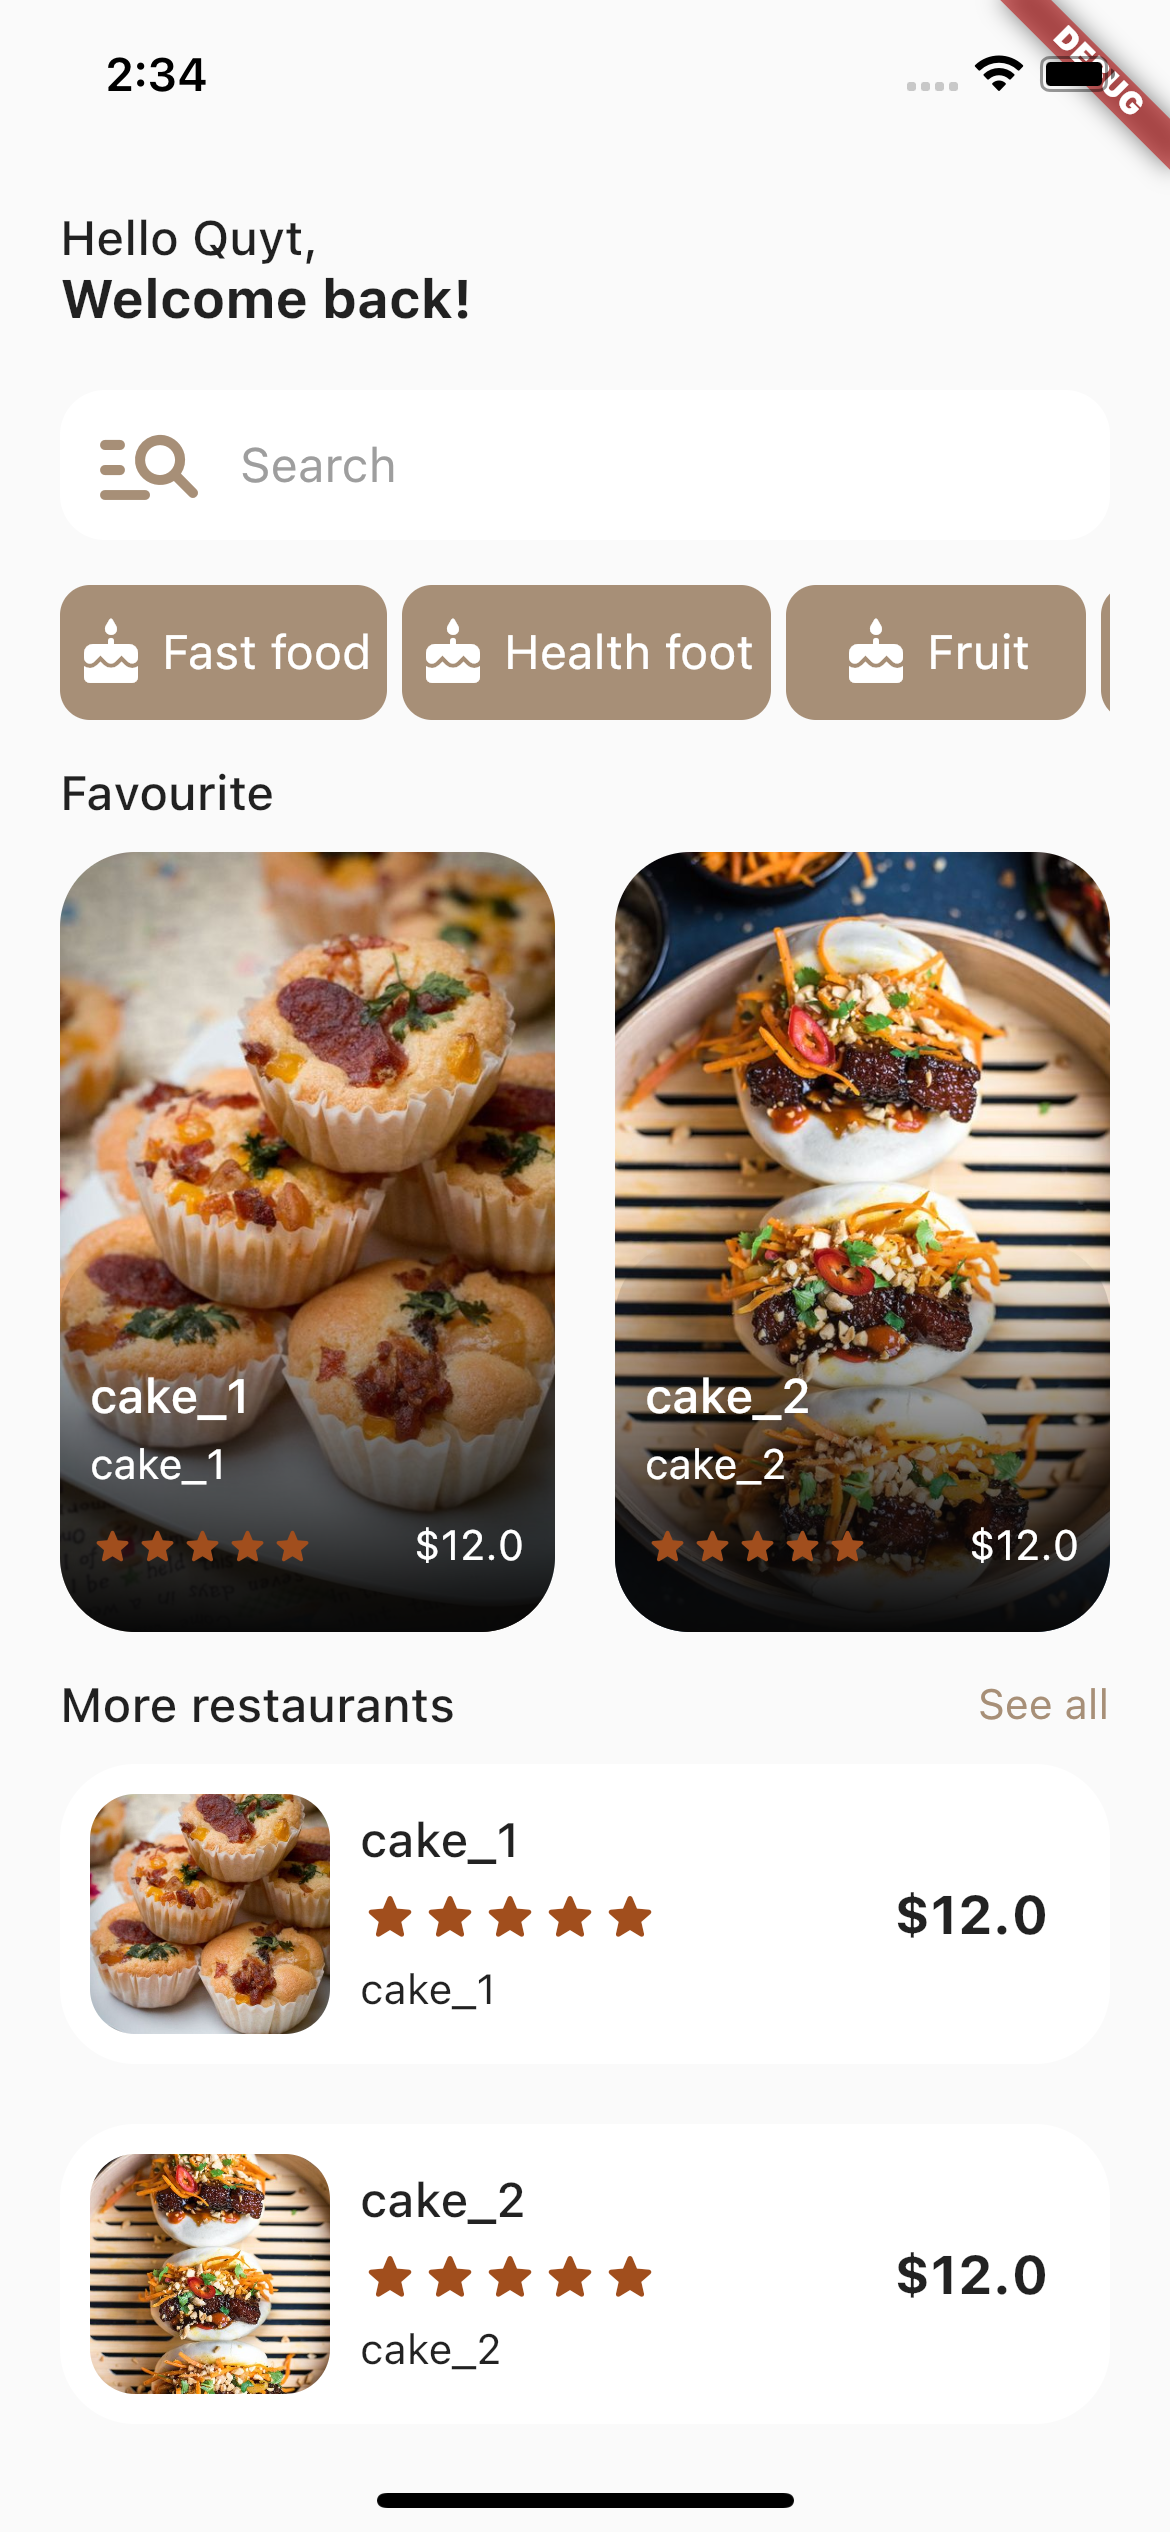 2:34
DEBUG
Hello Quyt,
Welcome back!
Search
Fast food
Health foot
Fruit
Favourite
cake_1
cake_1
$12.0
cake_2
cake_2
$12.0
More restaurants
See all
cake_1
$12.0
cake_1
cake_2
$12.0
cake_2